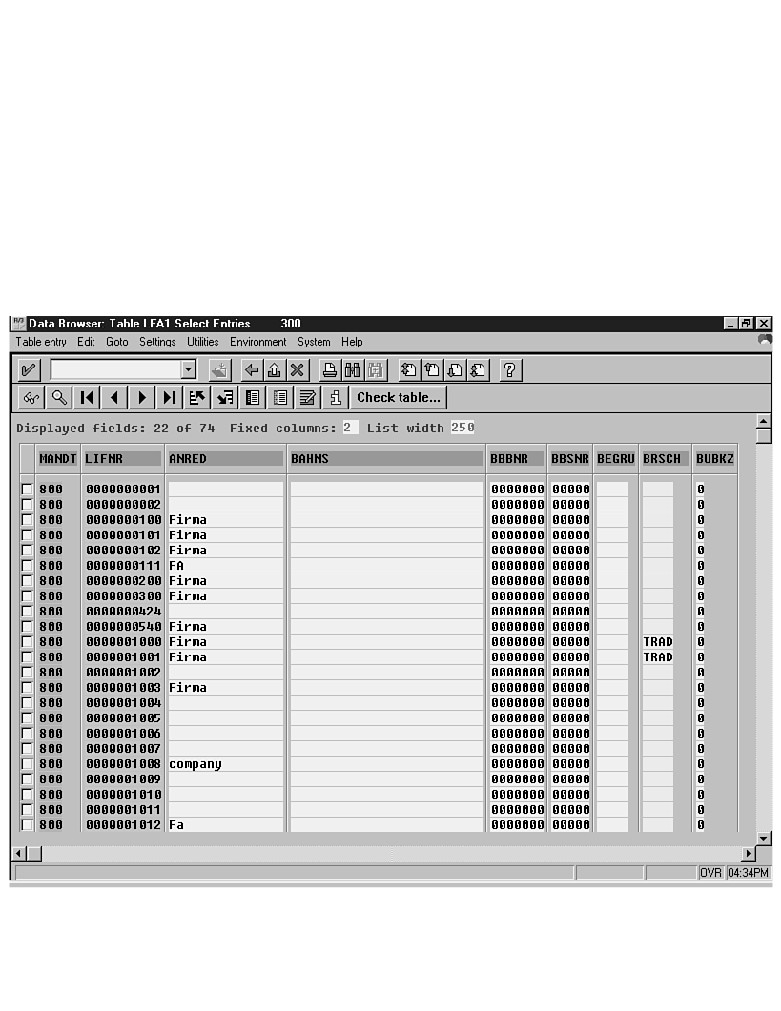 Data Browser: Table LFA1 Select Entries 300
Table entry Edit Goto Settings Utilities Environment System Help
Check table...
Displayed fields: 22 of 74 Fixed columns: 2 List width 250
MANDT LIFNR ANRED BAHNS BBBNR BBSNR BEGRU BRSCH BUBKZ
800 0000000001 0000000 00000 0
800 0000000002 0000000 00000 0
800 0000000100 Firma 0000000 00000 0
800 0000000101 Firma 0000000 00000 0
800 0000000102 Firma 0000000 00000 0
800 0000000111 FA 0000000 00000 0
800 0000000200 Firma 0000000 00000 0
800 0000000300 Firma 0000000 00000 0
800 0000000424 0000000 00000 0
800 0000000540 Firma 0000000 00000 0
800 0000001000 Firma 0000000 00000 TRAD 0
800 0000001001 Firma 0000000 00000 TRAD 0
800 0000001002 0000000 00000 0
800 0000001003 Firma 0000000 00000 0
800 0000001004 0000000 00000 0
800 0000001005 0000000 00000 0
800 0000001006 0000000 00000 0
800 0000001007 0000000 00000 0
800 0000001008 company 0000000 00000 0
800 0000001009 0000000 00000 0
800 0000001010 0000000 00000 0
800 0000001011 0000000 00000 0
800 0000001012 Fa 0000000 00000 0
OVR 04:34PM